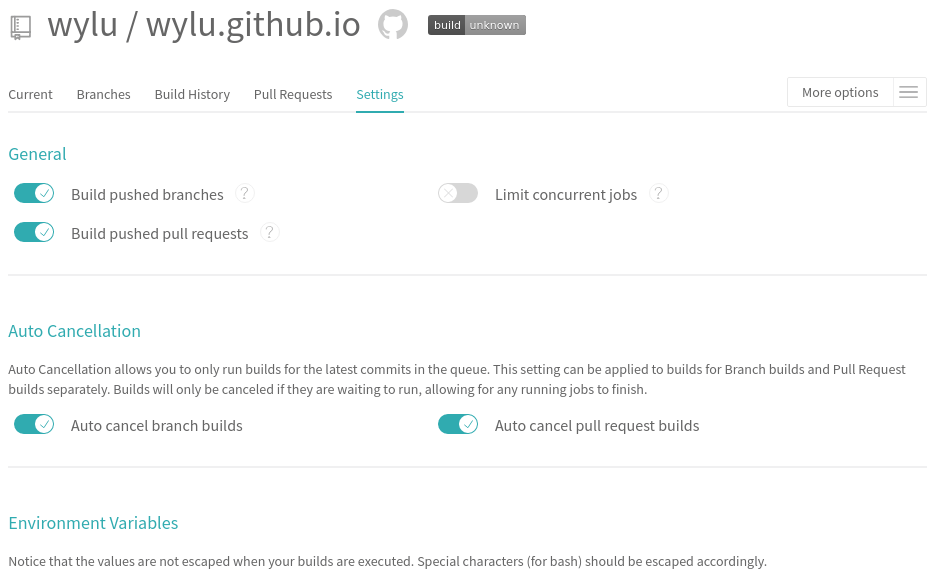 wylu / wylu.github.io build unknown
Current Branches Build History Pull Requests Settings More options
General
Build pushed branches ? Limit concurrent jobs ?
Build pushed pull requests ?
Auto Cancellation
Auto Cancellation allows you to only run builds for the latest commits in the queue. This setting can be applied to builds for Branch builds and Pull Request
builds separately. Builds will only be canceled if they are waiting to run, allowing for any running jobs to finish.
Auto cancel branch builds Auto cancel pull request builds
Environment Variables
Notice that the values are not escaped when your builds are executed. Special characters (for bash) should be escaped accordingly.